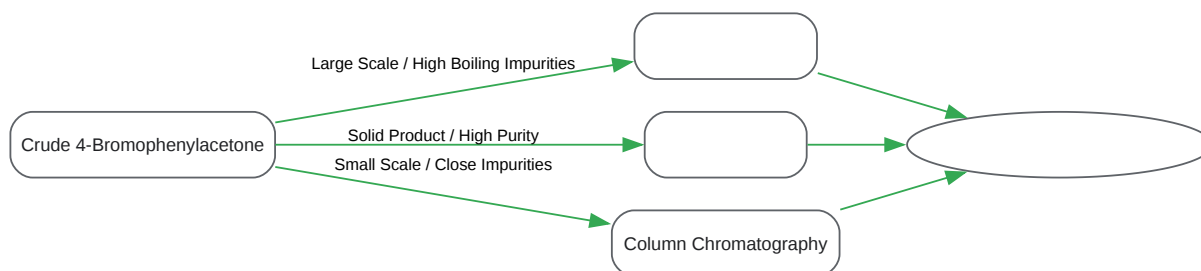 Large Scale / High Boiling Impurities
Crude 4-Bromophenylacetone
Solid Product / High Purity
Small Scale / Close Impurities
Column Chromatography